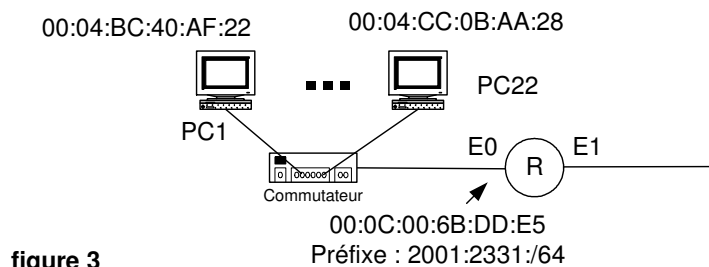 00:04:BC:40:AF:22
00:04:CC:0B:AA:28
PC22
PC1
E0
R
E1
Commutateur
00:0C:00:6B:DD:E5
Préfixe : 2001:2331:/64
figure 3